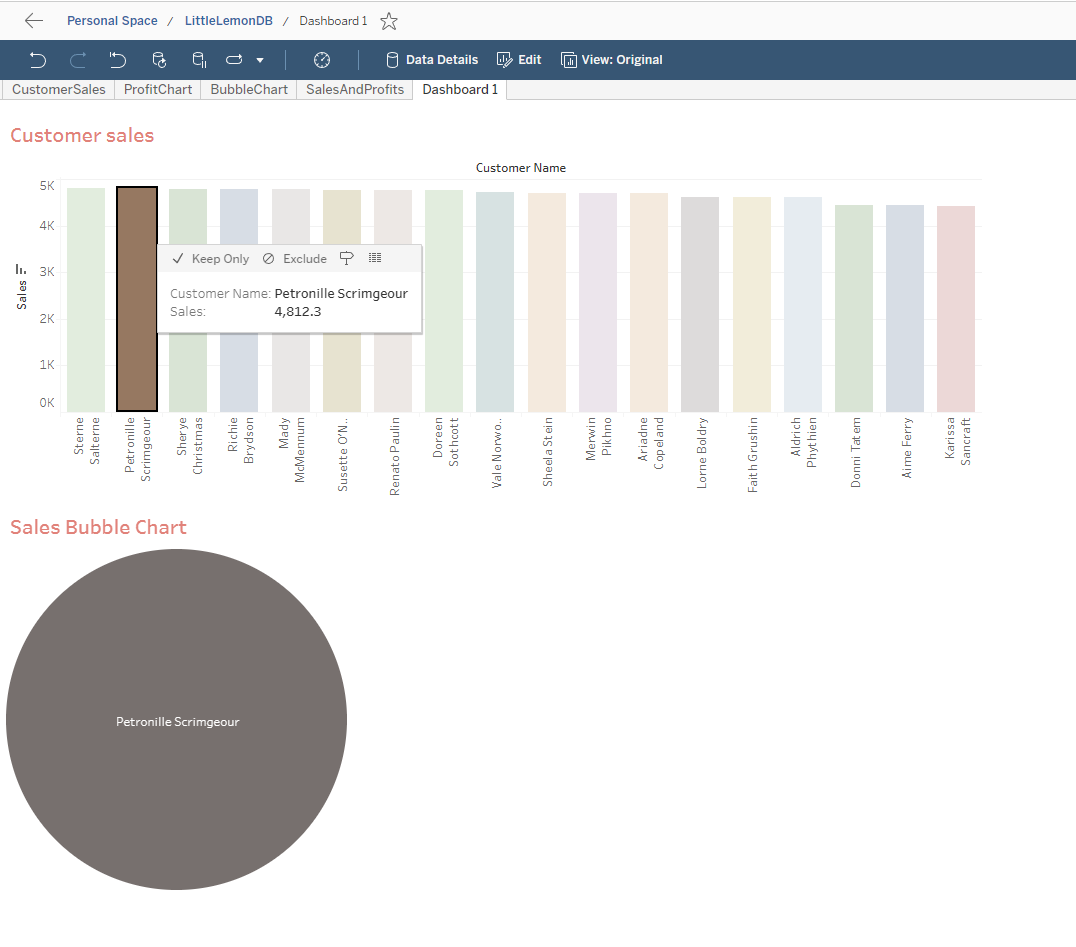 Personal Space / LittleLemonDB / Dashboard 1
Data Details Edit View: Original
CustomerSales ProfitChart BubbleChart SalesAndProfits Dashboard 1
Customer sales
Customer Name
5K
4K
3K
2K
1K
0K
Sales
Keep Only Exclude
Customer Name: Petronille Scrimgeour
Sales: 4,812.3
Sterne
Salterne
Petronille
Scrimgeour
Sherye
Christmas
Richie
Brydson
Mady
McMennum
Susette O'N..
Renato Paulin
Doreen
Sothcott
Vale Norwo..
Sheela Stein
Merwin
Pikhno
Ariadne
Copeland
Lorne Boldry
Faith Grushin
Aldrich
Phythien
Donni Tatem
Aime Ferry
Karissa
Sancraft
Sales Bubble Chart
Petronille Scrimgeour